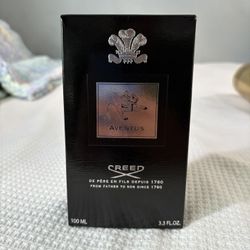 AVENTUS
CREED
DE PÈRE EN FILS DEPUIS 1760
FROM FATHER TO SON SINCE 1760
100 ML 3.3 FL.OZ.